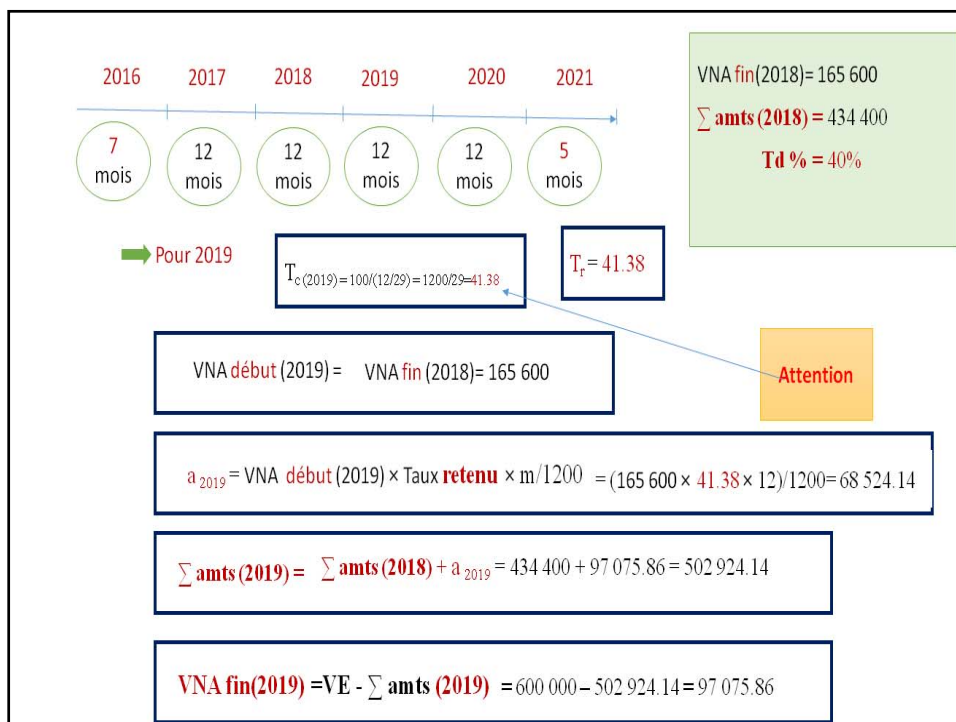 2016 2017 2018 2019 2020 2021
7 mois
12 mois
12 mois
12 mois
12 mois
5 mois
VNA fin(2018)= 165 600
∑ amts (2018) = 434 400
Td % = 40%
Pour 2019
T c (2019) = 100/(12/29) = 1200/29=41.38
Tr = 41.38
VNA début (2019) = VNA fin (2018)= 165 600
Attention
a 2019 = VNA début (2019) × Taux retenu × m/1200 = (165 600 × 41.38 × 12)/1200= 68 524.14
∑ amts (2019) = ∑ amts (2018) + a 2019 = 434 400 + 97 075.86 = 502 924.14
VNA fin(2019) =VE - ∑ amts (2019) = 600 000 – 502 924.14 = 97 075.86